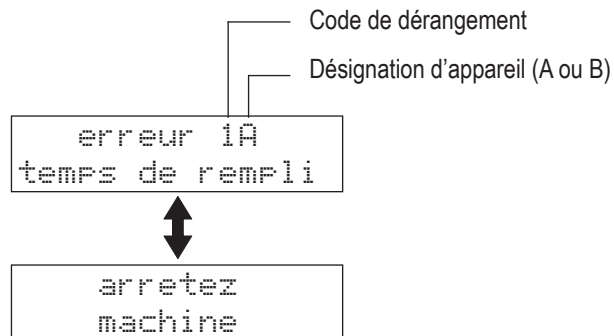 Code de dérangement
Désignation d'appareil (A ou B)
erreur 1A
temps de rempli
arretez
machine